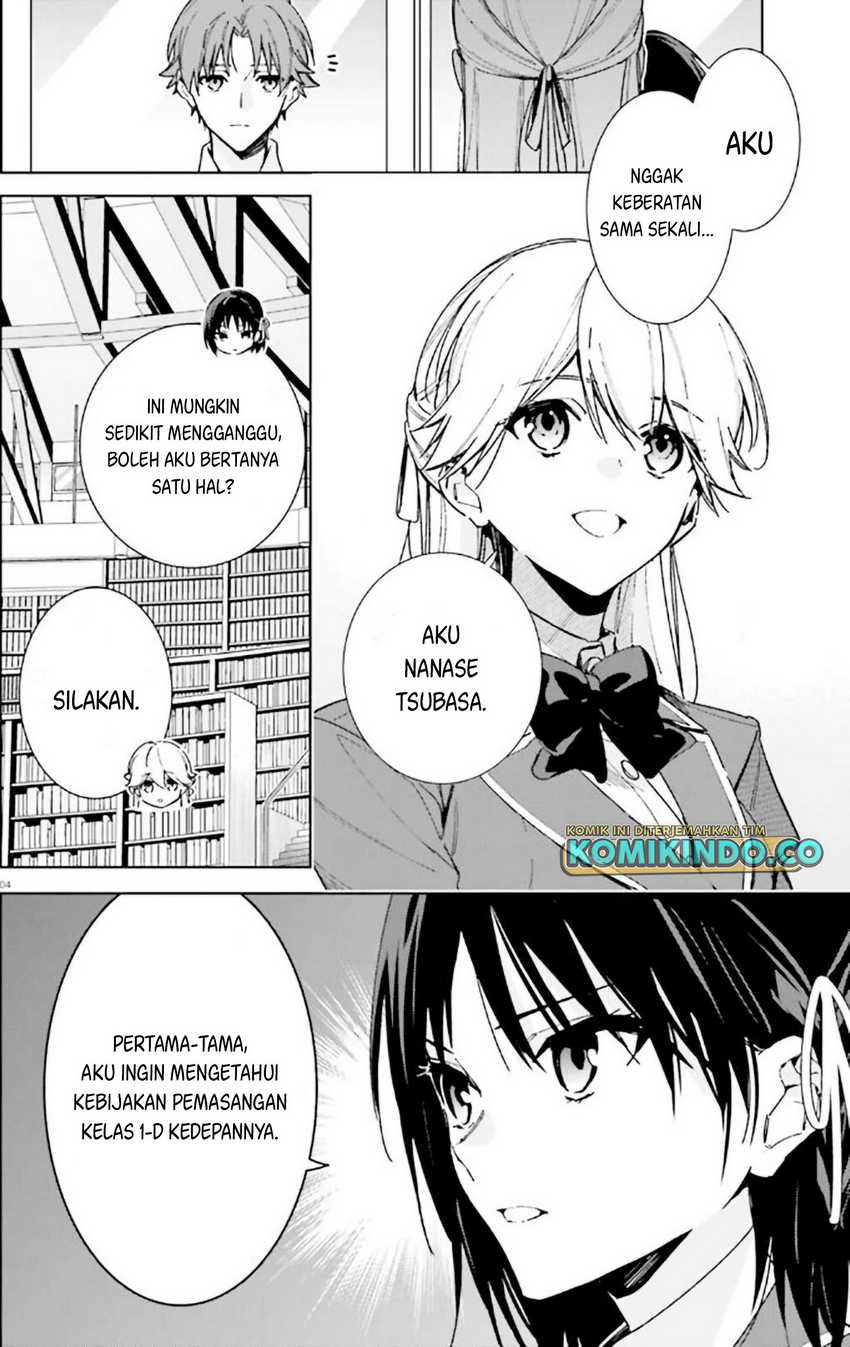 AKU
NGGAK
KEBERATAN
SAMA SEKALI...
AKU
NANASE
TSUBASA.
INI MUNGKIN
SEDIKIT MENGGANGGU,
BOLEH AKU BERTANYA
SATU HAL?
SILAKAN.
KOMIK INI DITERJEMAHKAN TIM
KOMIKINDO.CO
04
PERTAMA-TAMA,
AKU INGIN MENGETAHUI
KEBIJAKAN PEMASANGAN
KELAS 1-D KEDEPANNYA.